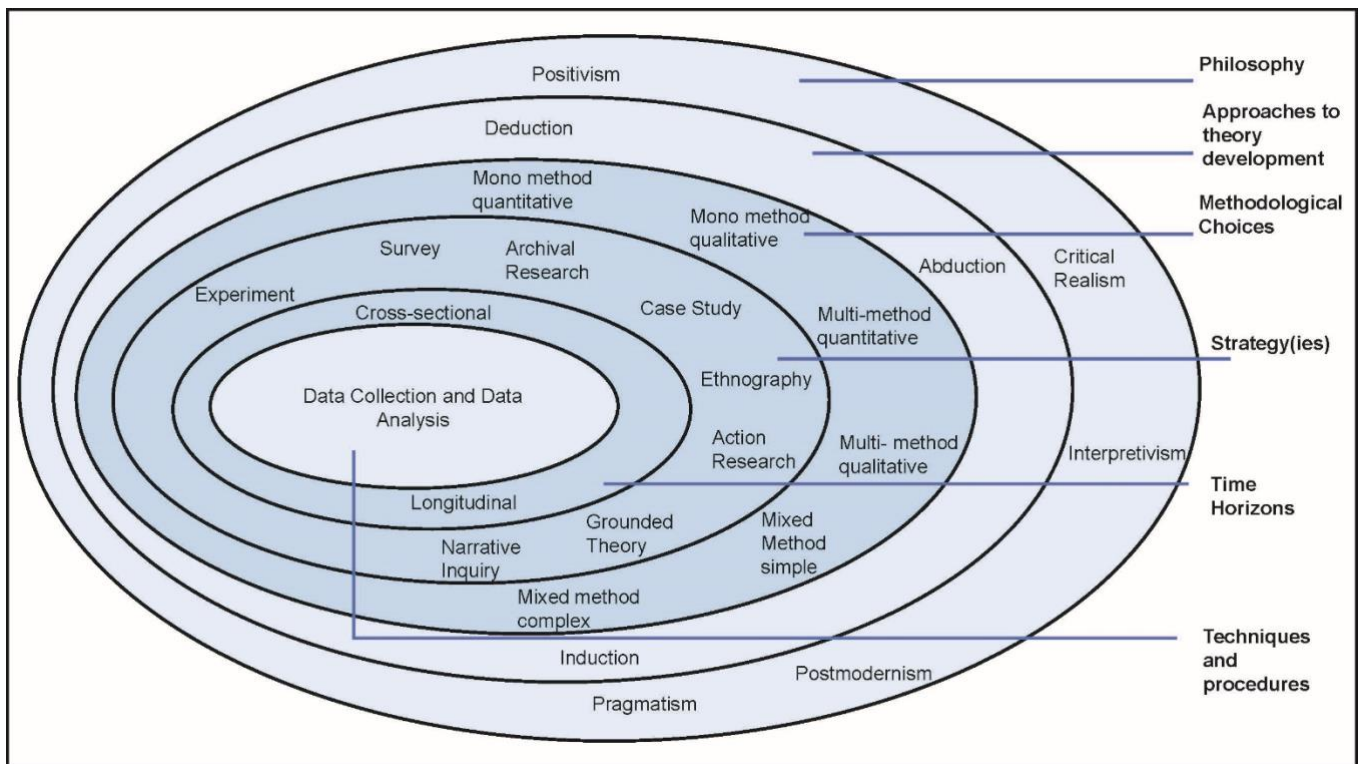 Positivism
Philosophy
Deduction
Approaches to
theory
development
Mono method
quantitative
Mono method
qualitative
Methodological
Choices
Survey
Archival
Research
Abduction
Critical
Realism
Experiment
Cross-sectional
Case Study
Multi-method
quantitative
Strategy(ies)
Data Collection and Data
Analysis
Ethnography
Action
Research
Multi- method
qualitative
Interpretivism
Longitudinal
Time
Horizons
Narrative
Inquiry
Grounded
Theory
Mixed
Method
simple
Mixed method
complex
Induction
Postmodernism
Techniques
and
procedures
Pragmatism